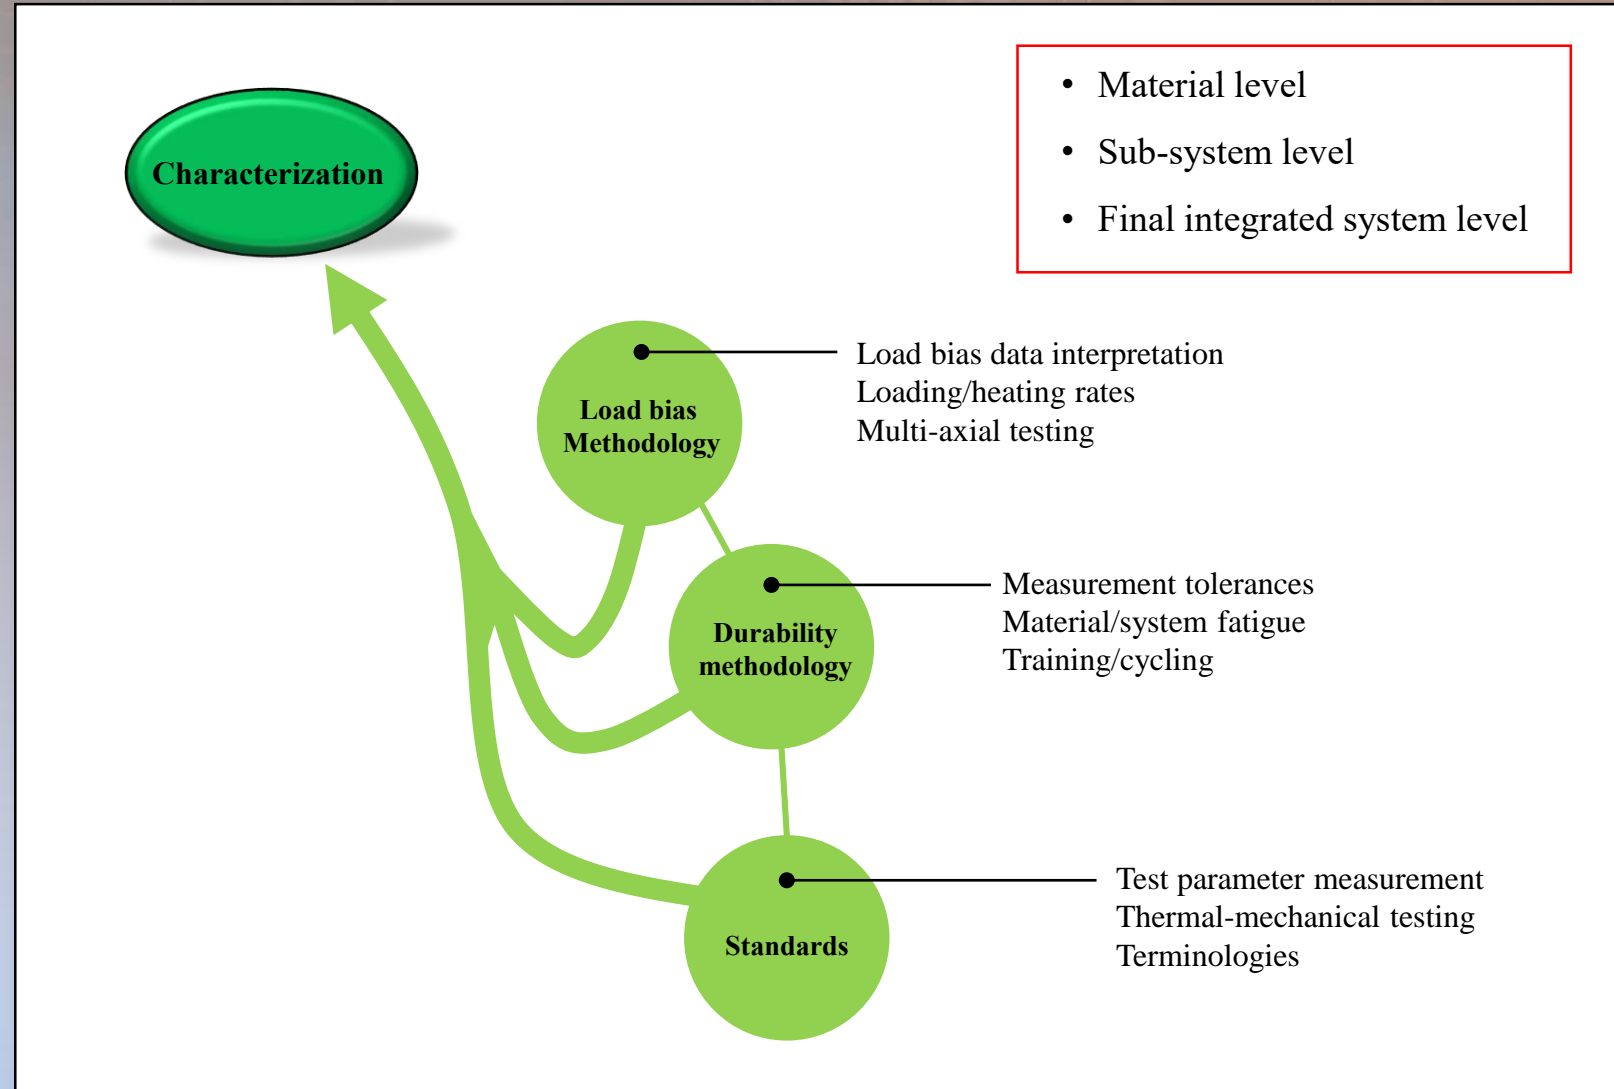 Characterization
• Material level
• Sub-system level
• Final integrated system level
Load bias
Methodology
Load bias data interpretation
Loading/heating rates
Multi-axial testing
Durability
methodology
Measurement tolerances
Material/system fatigue
Training/cycling
Standards
Test parameter measurement
Thermal-mechanical testing
Terminologies